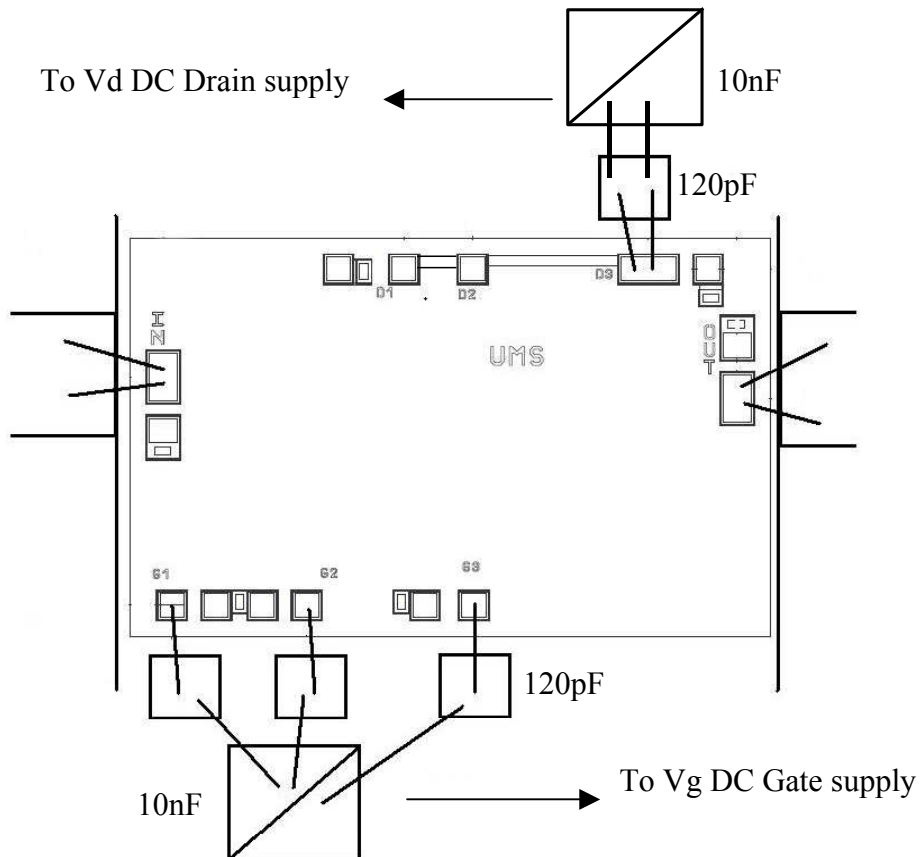 To Vd DC Drain supply
10nF
120pF
D1
D2
D3
IN
UMS
OUT
G1
G2
G3
120pF
10nF
To Vg DC Gate supply